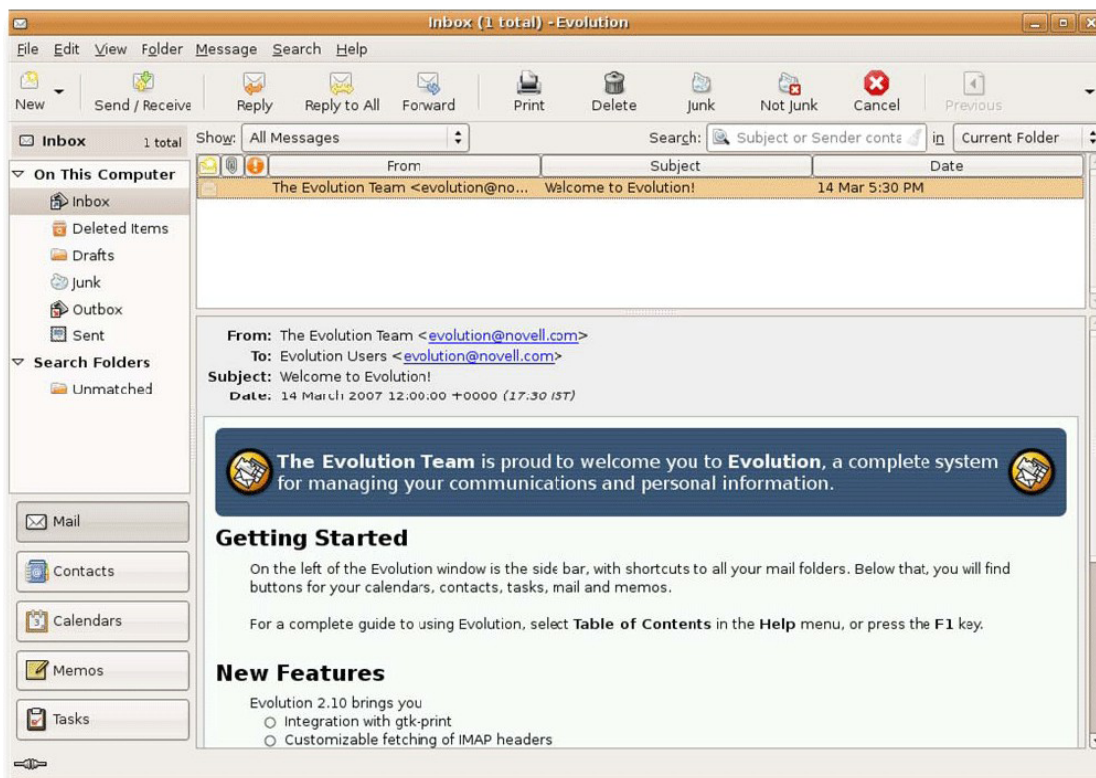 Inbox (1 total) - Evolution
File Edit View Folder Message Search Help
New Send / Receive Reply Reply to All Forward Print Delete Junk Not Junk Cancel Previous
Inbox 1 total
Show: All Messages Search: Subject or Sender conta in Current Folder
From Subject Date
The Evolution Team <evolution@no... Welcome to Evolution! 14 Mar 5:30 PM
On This Computer
Inbox
Deleted Items
Drafts
Junk
Outbox
Sent
Search Folders
Unmatched
Mail
Contacts
Calendars
Memos
Tasks
From: The Evolution Team <evolution@novell.com>
To: Evolution Users <evolution@novell.com>
Subject: Welcome to Evolution!
Date: 14 March 2007 12:00:00 +0000 (17:30 IST)
The Evolution Team is proud to welcome you to Evolution, a complete system
for managing your communications and personal information.
Getting Started
On the left of the Evolution window is the side bar, with shortcuts to all your mail folders. Below that, you will find
buttons for your calendars, contacts, tasks, mail and memos.
For a complete guide to using Evolution, select Table of Contents in the Help menu, or press the F1 key.
New Features
Evolution 2.10 brings you
Integration with gtk-print
Customizable fetching of IMAP headers